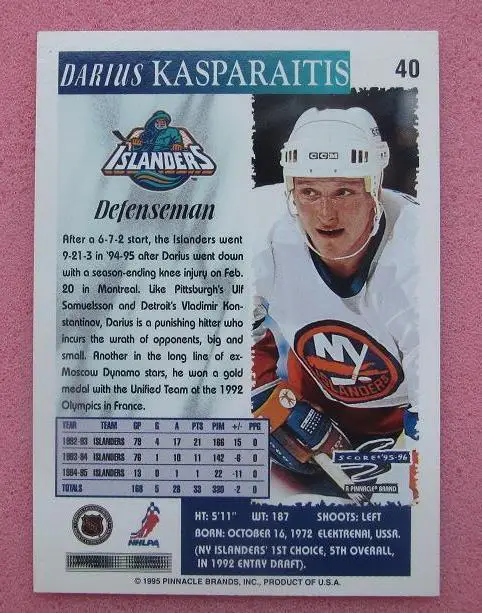 DARIUS KASPARAITIS 40
ISLANDERS
Defenseman
After a 6-7-2 start, the Islanders went
9-21-3 in '94-95 after Darius went down
with a season-ending knee injury on Feb.
20 in Montreal. Like Pittsburgh's Ulf
Samuelsson and Detroit's Vladimir Kon-
stantinov, Darius is a punishing hitter who
incurs the wrath of opponents, big and
small. Another in the long line of ex-
Moscow Dynamo stars, he won a gold
medal with the Unified Team at the 1992
Olympics in France.
CCM
NY
ISLANDERS
YEAR TEAM GP G A PTS PIM +/- PPG
1992-93 ISLANDERS 79 4 17 21 166 15 0
1993-94 ISLANDERS 76 1 10 11 142 -6 0
1994-95 ISLANDERS 13 0 1 1 22 -11 0
TOTALS 168 5 28 33 330 -2 0
SCORE '95-96
A PINNACLE BRAND
NHL
NHLPA
HT: 5'11" WT: 187 SHOOTS: LEFT
BORN: OCTOBER 16, 1972 ELEKTRENAI, USSR.
(NY ISLANDERS' 1ST CHOICE, 5TH OVERALL,
IN 1992 ENTRY DRAFT).
© 1995 PINNACLE BRANDS, INC., PRODUCT OF U.S.A.